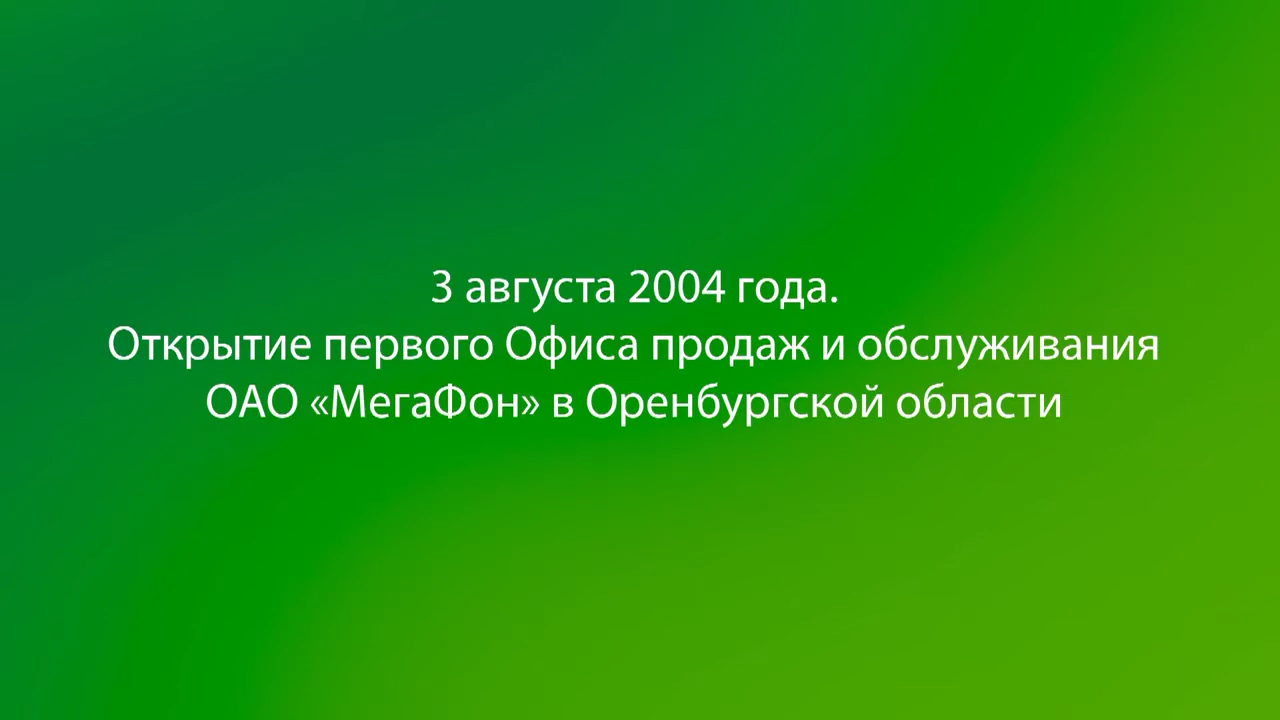 3 августа 2004 года.
Открытие первого Офиса продаж и обслуживания
ОАО «МегаФон» в Оренбургской области